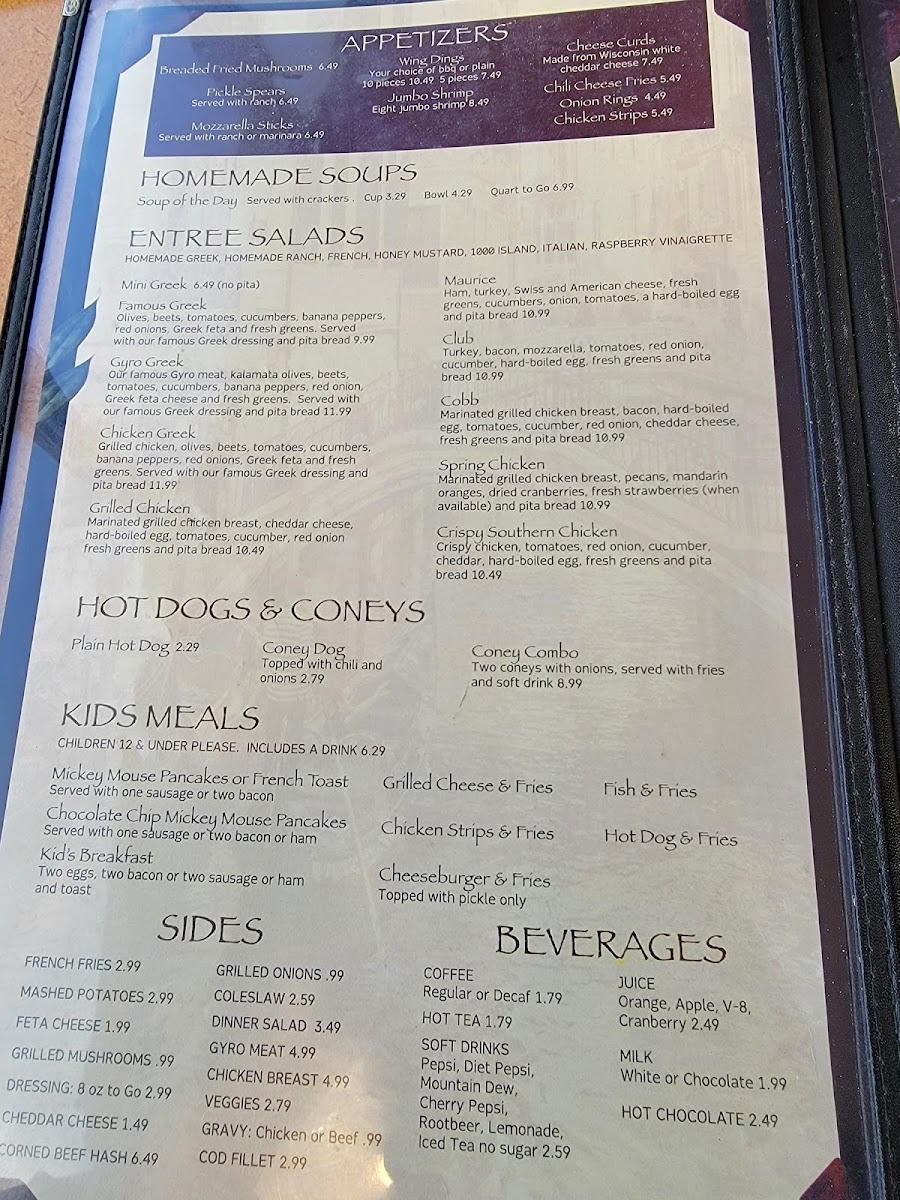 APPETIZERS
Breaded Fried Mushrooms 6.49
Pickle Spears
Served with ranch 6.49
Mozzarella Sticks
Served with ranch or marinara 6.49
Wing Dings
Your choice of bbq or plain
10 pieces 10.49 5 pieces 7.49
Jumbo Shrimp
Eight jumbo shrimp 8.49
Cheese Curds
Made from Wisconsin white
cheddar cheese 7.49
Chili Cheese Fries 5.49
Onion Rings 4.49
Chicken Strips 5.49
HOMEMADE SOUPS
Soup of the Day Served with crackers . Cup 3.29 Bowl 4.29 Quart to Go 6.99
ENTREE SALADS
HOMEMADE GREEK, HOMEMADE RANCH, FRENCH, HONEY MUSTARD, 1000 ISLAND, ITALIAN, RASPBERRY VINAIGRETTE
Mini Greek 6.49 (no pita)
Famous Greek
Olives, beets, tomatoes, cucumbers, banana peppers,
red onions, Greek feta and fresh greens. Served
with our famous Greek dressing and pita bread 9.99
Gyro Greek
Our famous Gyro meat, kalamata olives, beets,
tomatoes, cucumbers, banana peppers, red onion,
Greek feta cheese and fresh greens. Served with
our famous Greek dressing and pita bread 11.99
Chicken Greek
Grilled chicken, olives, beets, tomatoes, cucumbers,
banana peppers, red onions, Greek feta and fresh
greens. Served with our famous Greek dressing and
pita bread 11.99
Grilled Chicken
Marinated grilled chicken breast, cheddar cheese,
hard-boiled egg, tomatoes, cucumber, red onion
fresh greens and pita bread 10.49
Maurice
Ham, turkey, Swiss and American cheese, fresh
greens, cucumbers, onion, tomatoes, a hard-boiled egg
and pita bread 10.99
Club
Turkey, bacon, mozzarella, tomatoes, red onion,
cucumber, hard-boiled egg, fresh greens and pita
bread 10.99
Cobb
Marinated grilled chicken breast, bacon, hard-boiled
egg, tomatoes, cucumber, red onion, cheddar cheese,
fresh greens and pita bread 10.99
Spring Chicken
Marinated grilled chicken breast, pecans, mandarin
oranges, dried cranberries, fresh strawberries (when
available) and pita bread 10.99
Crispy Southern Chicken
Crispy chicken, tomatoes, red onion, cucumber,
cheddar, hard-boiled egg, fresh greens and pita
bread 10.49
HOT DOGS & CONEYS
Plain Hot Dog 2.29
Coney Dog
Topped with chili and
onions 2.79
Coney Combo
Two coneys with onions, served with fries
and soft drink 8.99
KIDS MEALS
CHILDREN 12 & UNDER PLEASE. INCLUDES A DRINK 6.29
Mickey Mouse Pancakes or French Toast
Served with one sausage or two bacon
Chocolate Chip Mickey Mouse Pancakes
Served with one sausage or two bacon or ham
Kid's Breakfast
Two eggs, two bacon or two sausage or ham
and toast
Grilled Cheese & Fries
Chicken Strips & Fries
Cheeseburger & Fries
Topped with pickle only
Fish & Fries
Hot Dog & Fries
SIDES
FRENCH FRIES 2.99
MASHED POTATOES 2.99
FETA CHEESE 1.99
GRILLED MUSHROOMS .99
DRESSING: 8 oz to Go 2.99
CHEDDAR CHEESE 1.49
CORNED BEEF HASH 6.49
GRILLED ONIONS .99
COLESLAW 2.59
DINNER SALAD 3.49
GYRO MEAT 4.99
CHICKEN BREAST 4.99
VEGGIES 2.79
GRAVY: Chicken or Beef .99
COD FILLET 2.99
BEVERAGES
COFFEE
Regular or Decaf 1.79
HOT TEA 1.79
SOFT DRINKS
Pepsi, Diet Pepsi,
Mountain Dew,
Cherry Pepsi,
Rootbeer, Lemonade,
Iced Tea no sugar 2.59
JUICE
Orange, Apple, V-8,
Cranberry 2.49
MILK
White or Chocolate 1.99
HOT CHOCOLATE 2.49